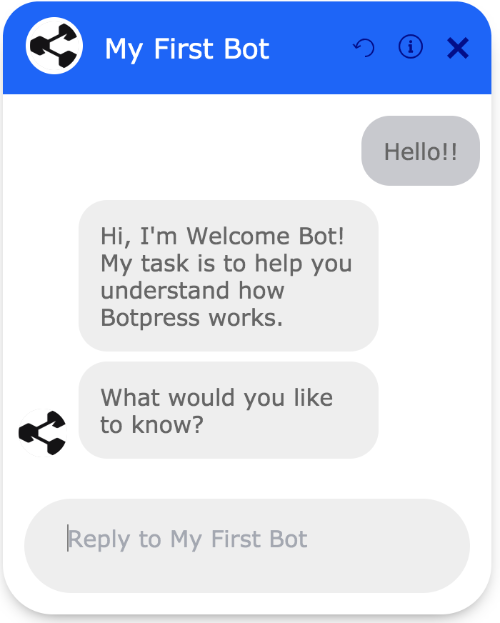 My First Bot
Hello!!
Hi, I'm Welcome Bot!
My task is to help you
understand how
Botpress works.
What would you like
to know?
Reply to My First Bot